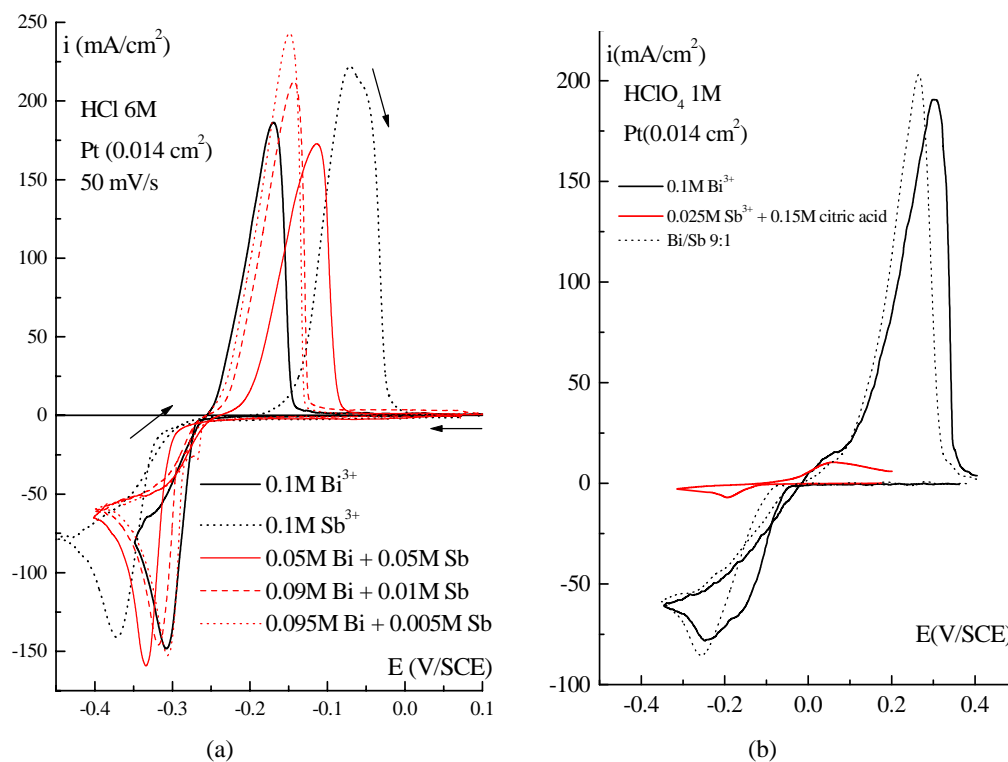 250
200
150
100
50
0
-50
-100
-150
i (mA/cm²)
HCl 6M
Pt (0.014 cm²)
50 mV/s
0.1M Bi³⁺
0.1M Sb³⁺
0.05M Bi + 0.05M Sb
0.09M Bi + 0.01M Sb
0.095M Bi + 0.005M Sb
E (V/SCE)
-0.4 -0.3 -0.2 -0.1 0.0 0.1
(a)
i(mA/cm²)
200
150
100
50
0
-50
-100
HClO₄ 1M
Pt(0.014 cm²)
0.1M Bi³⁺
0.025M Sb³⁺ + 0.15M citric acid
Bi/Sb 9:1
E(V/SCE)
-0.4 -0.2 0.0 0.2 0.4
(b)